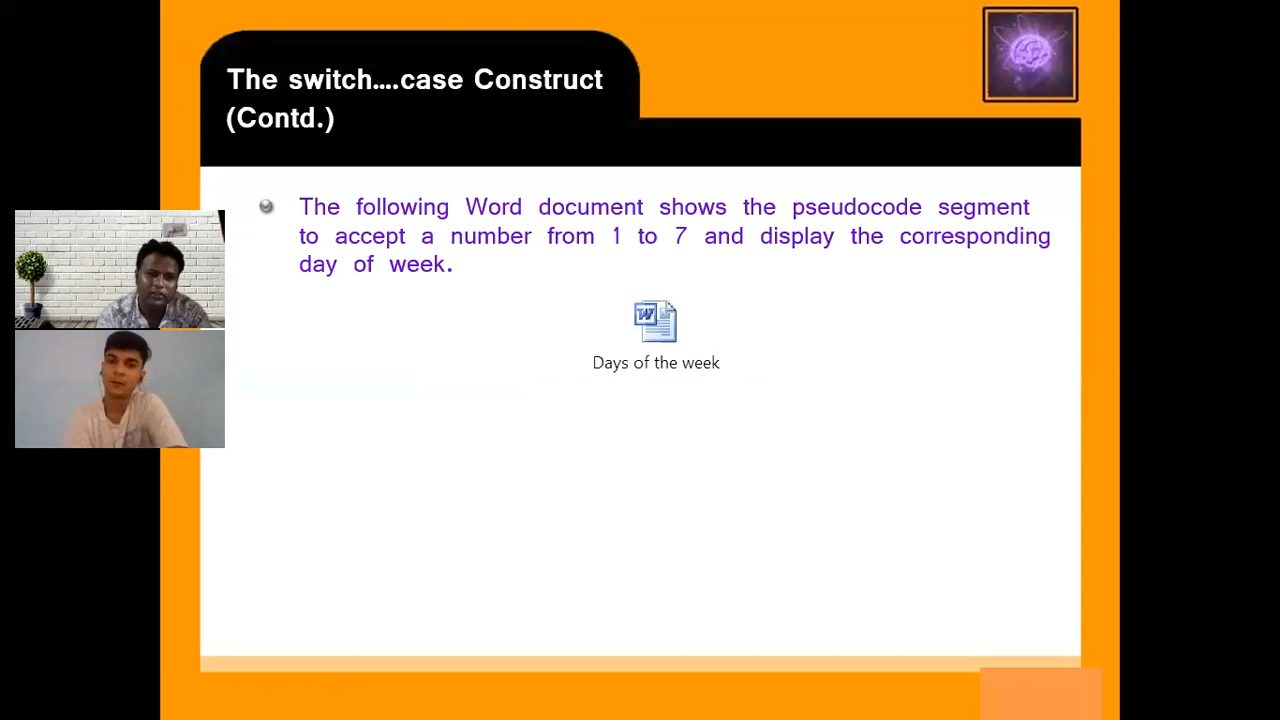 The switch....case Construct
(Contd.)
The following Word document shows the pseudocode segment
to accept a number from 1 to 7 and display the corresponding
day of week.
W
Days of the week